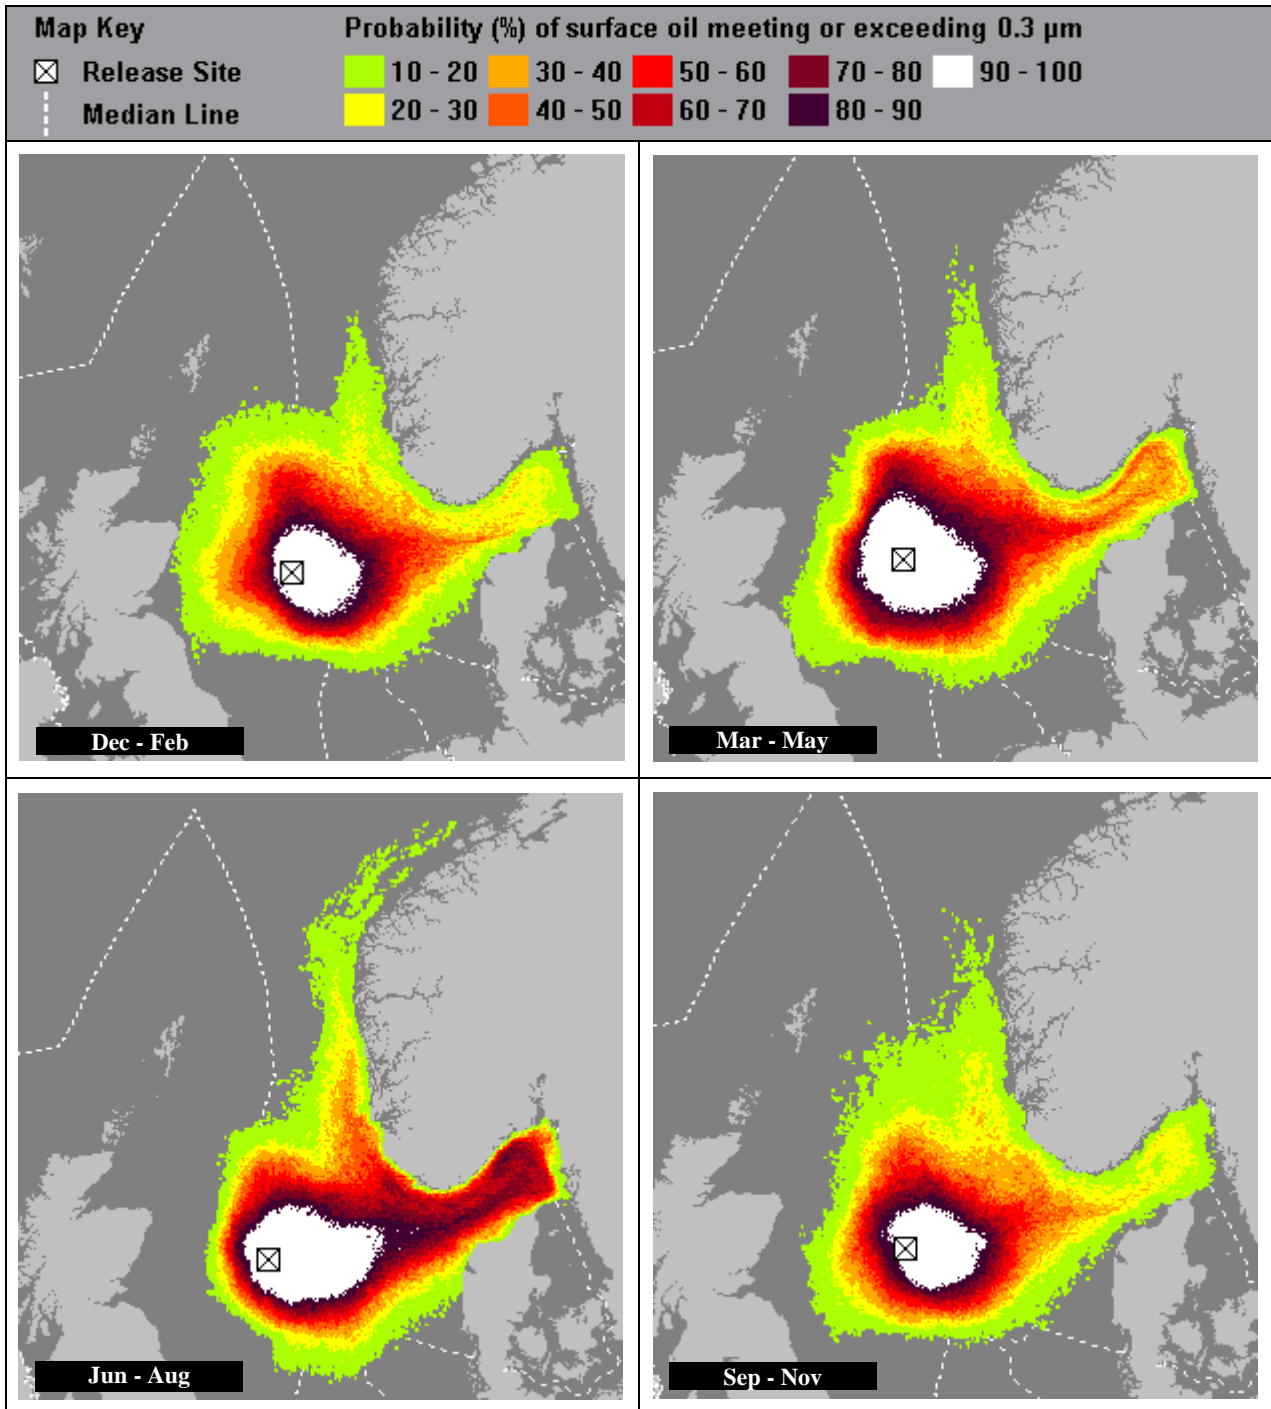 Map Key
Probability (%) of surface oil meeting or exceeding 0.3 µm
Release Site
10 - 20 30 - 40 50 - 60 70 - 80 90 - 100
Median Line
20 - 30 40 - 50 60 - 70 80 - 90
Dec - Feb
Mar - May
Jun - Aug
Sep - Nov